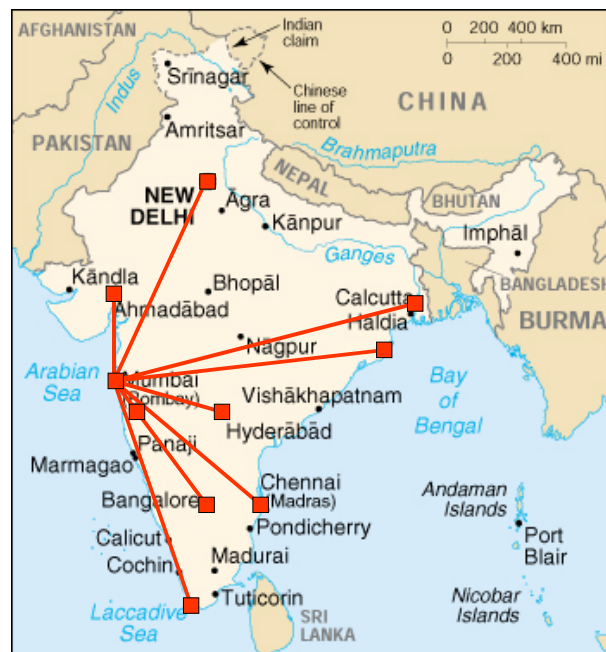 AFGHANISTAN
Indian
claim
0 200 400 km
0 200 400 mi
Srīnagar
Chinese
line of
control
Indus
CHINA
Amritsar
PAKISTAN
Brahmaputra
NEPAL
NEW
DELHI
Āgra
BHUTAN
Kānpur
Imphāl
Ganges
Kāndla
Bhopāl
BANGLADESH
Ahmadābād
Calcutta
Haldia
BURMA
Nāgpur
Arabian
Sea
Mumbai
(Bombay)
Bay
of
Bengal
Vishākhapatnam
Hyderābād
Panaji
Marmagao
Chennai
(Madras)
Bangalore
Andaman
Islands
Pondicherry
Port
Blair
Calicut
Cochin
Madurai
Tuticorin
Nicobar
Islands
Laccadive
Sea
SRI
LANKA